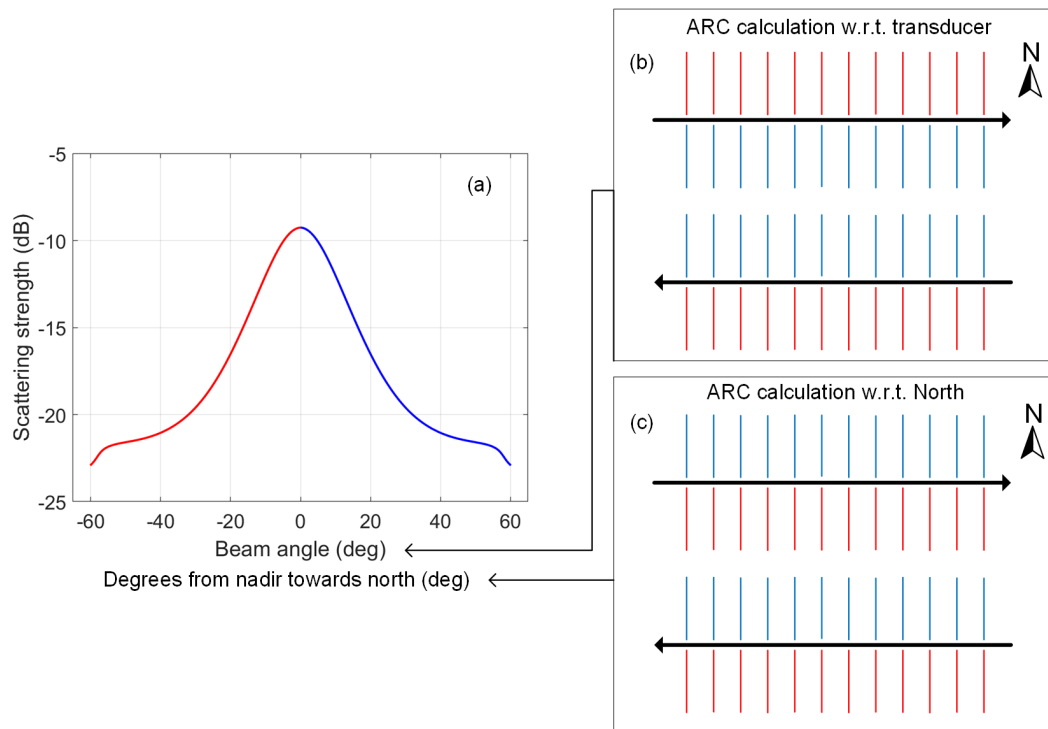 ARC calculation w.r.t. transducer
(b)
N
(a)
-5
-10
-15
-20
-25
Scattering strength (dB)
-60 -40 -20 0 20 40 60
Beam angle (deg)
Degrees from nadir towards north (deg)
ARC calculation w.r.t. North
(c)
N